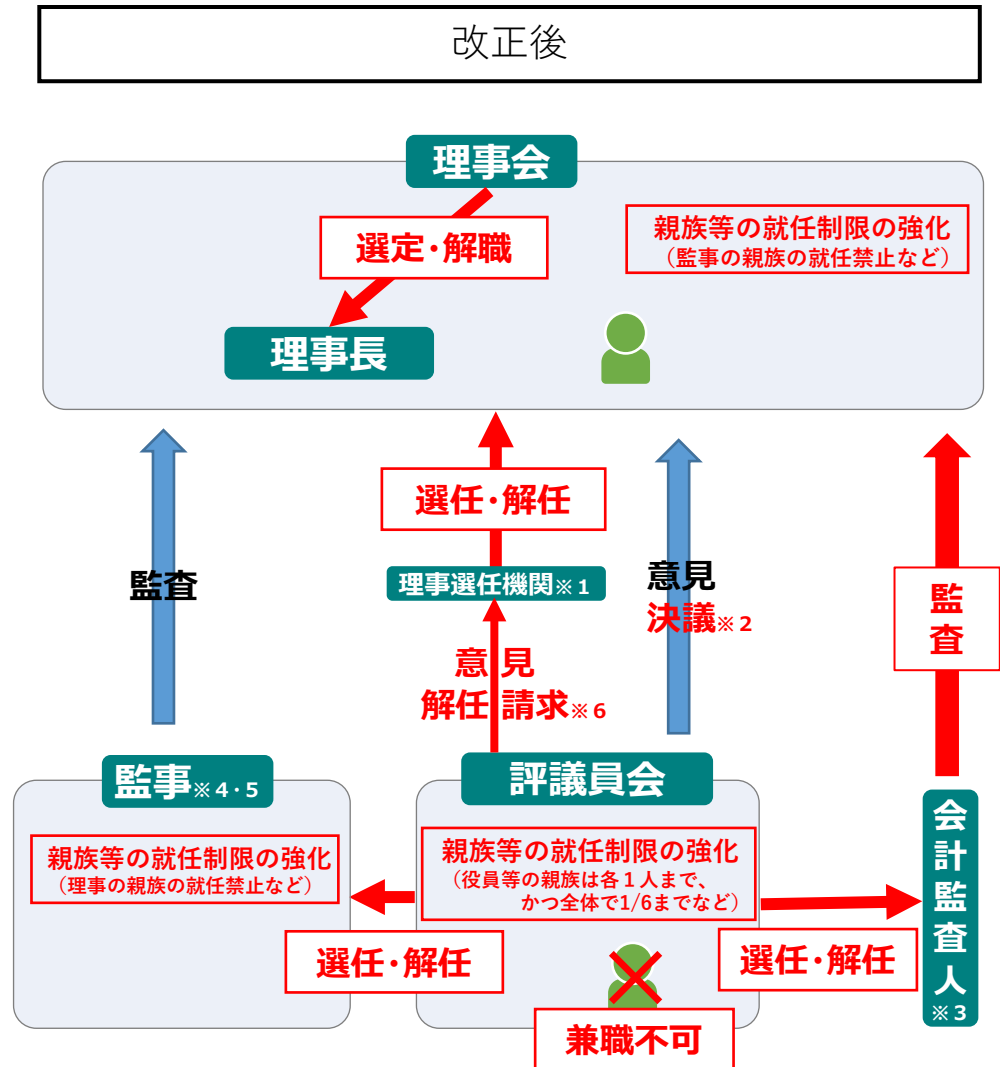 改正後
理事会
選定・解職
親族等の就任制限の強化
（監事の親族の就任禁止など）
理事長
選任・解任
監査
理事選任機関※1
意見
決議※2
監査
意見
解任請求※6
監事※4・5
評議員会
親族等の就任制限の強化
（理事の親族の就任禁止など）
親族等の就任制限の強化
（役員等の親族は各１人まで、
かつ全体で1/6までなど）
会計監査人
※3
選任・解任
選任・解任
兼職不可